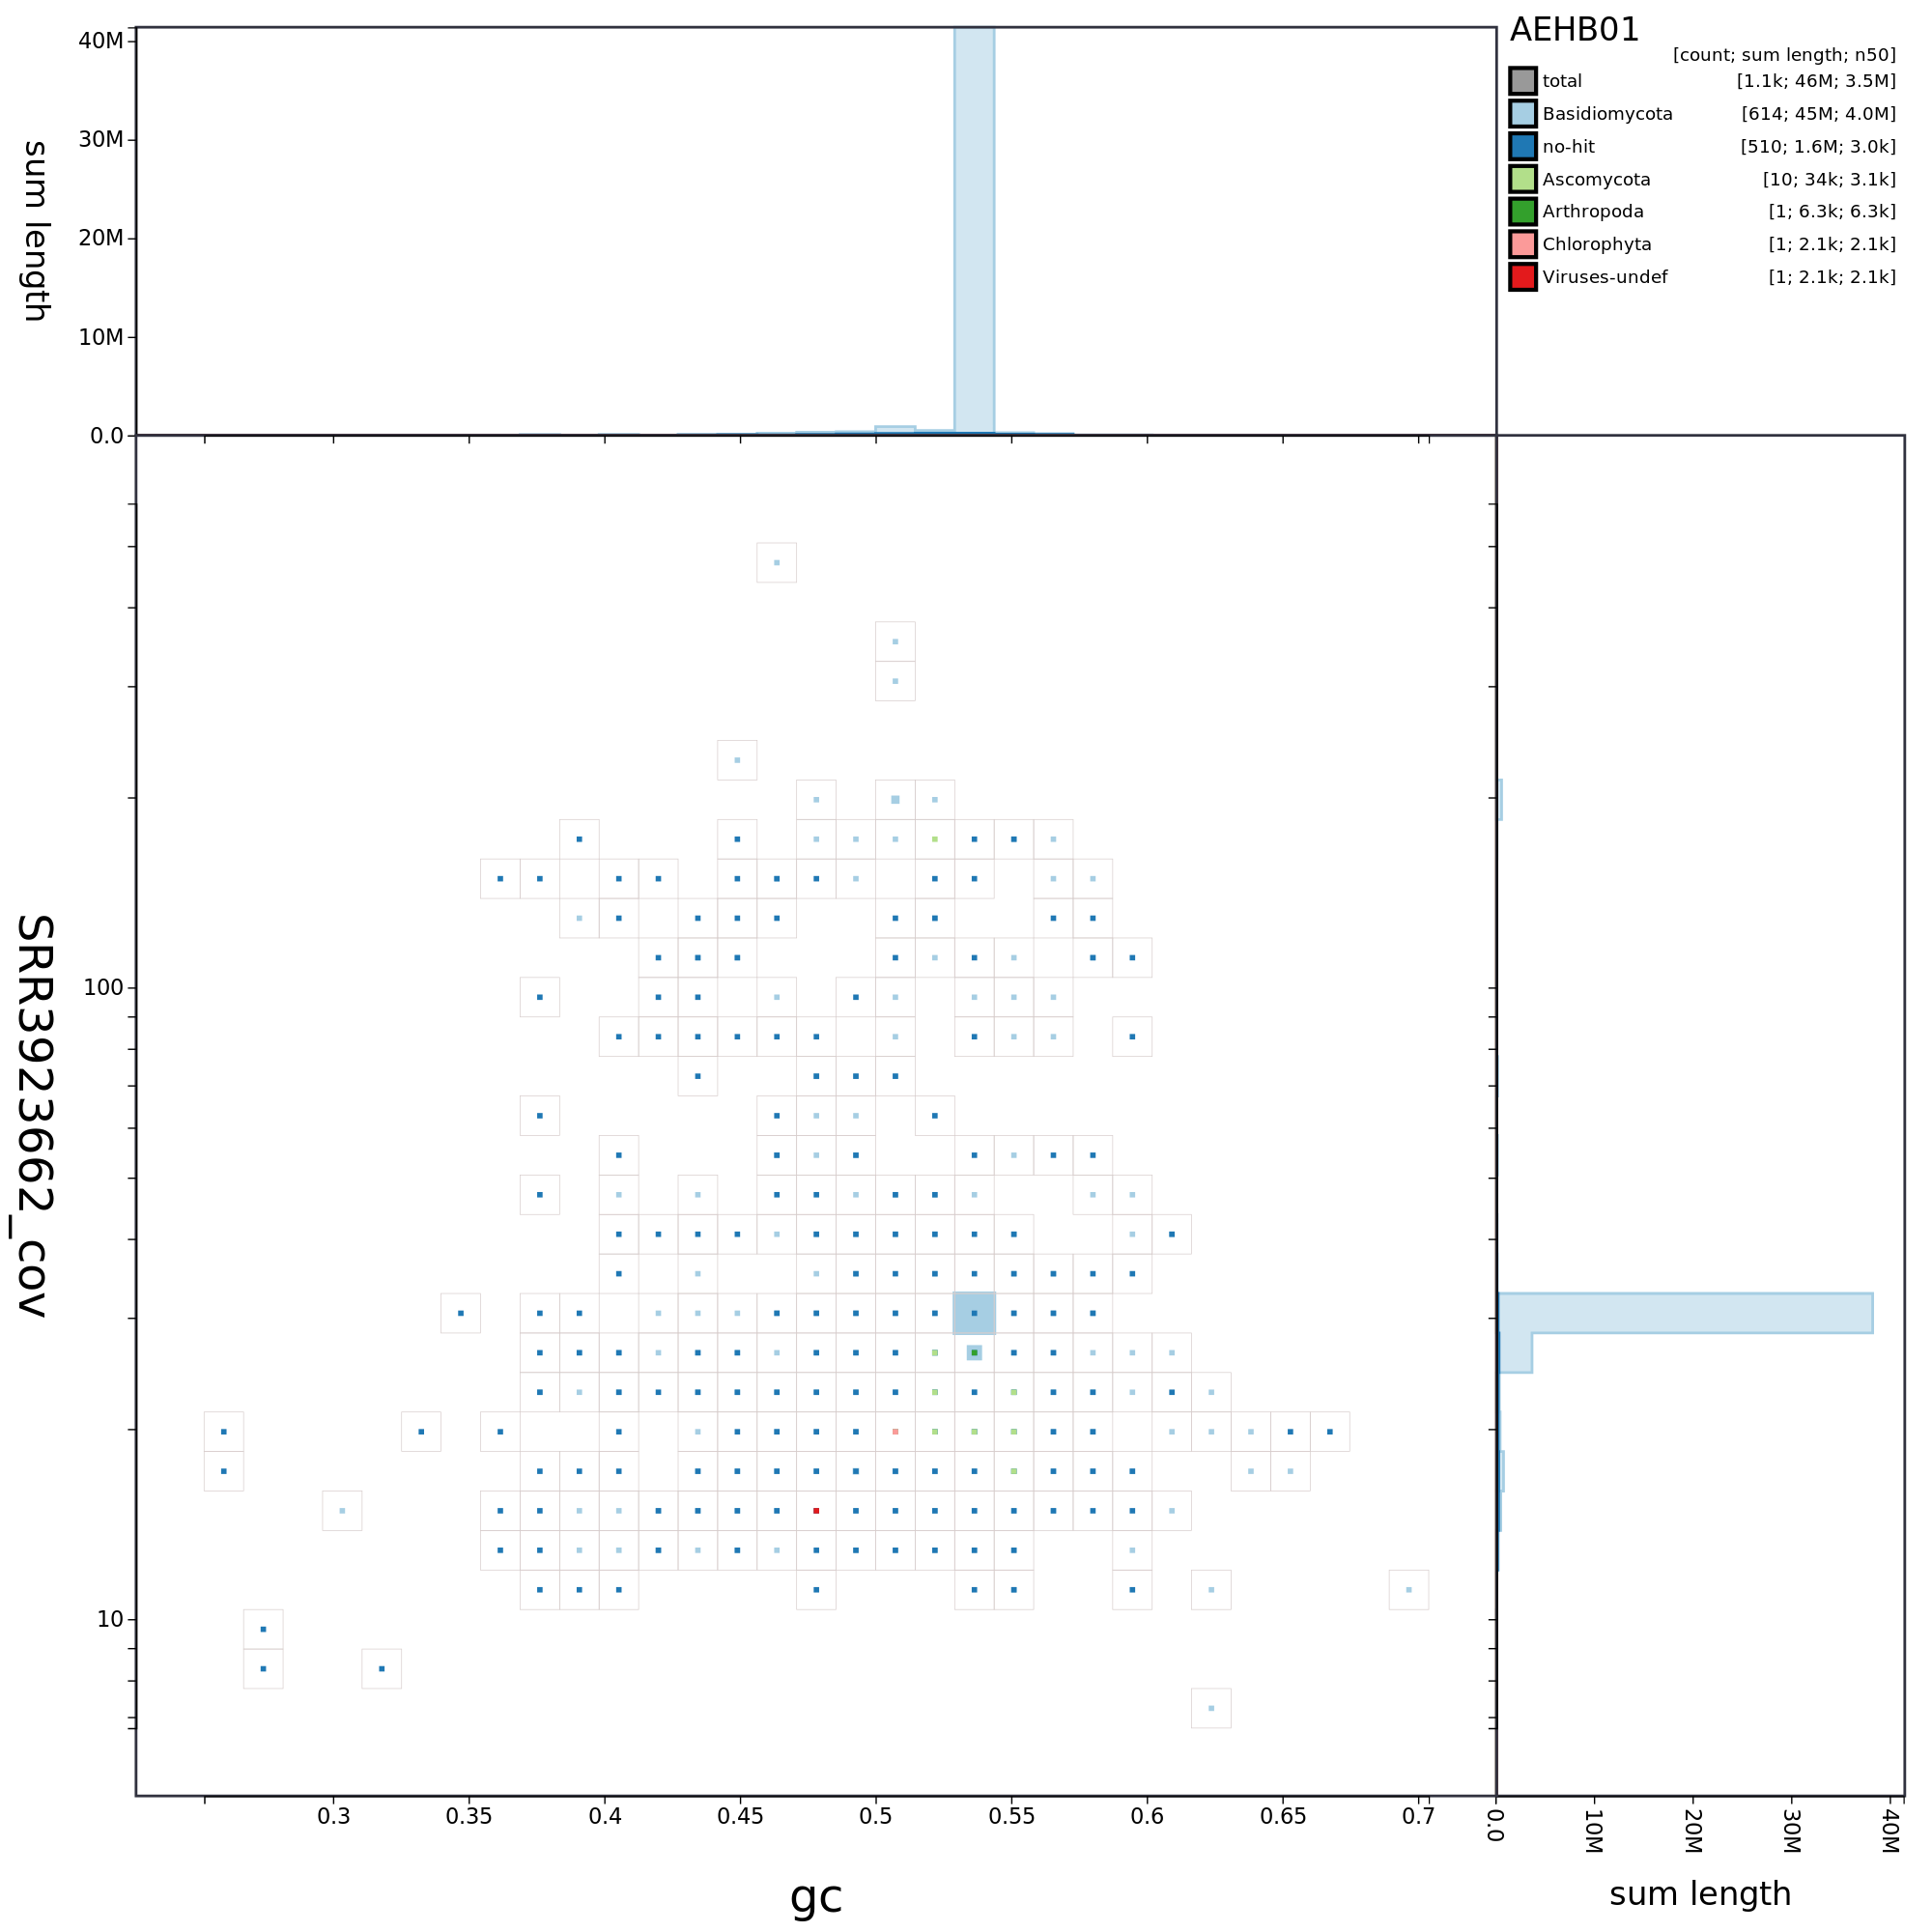 AEHB01
[count; sum length; n50]
total [1.1k; 46M; 3.5M]
Basidiomycota [614; 45M; 4.0M]
no-hit [510; 1.6M; 3.0k]
Ascomycota [10; 34k; 3.1k]
Arthropoda [1; 6.3k; 6.3k]
Chlorophyta [1; 2.1k; 2.1k]
Viruses-undef [1; 2.1k; 2.1k]
sum length
40M
30M
20M
10M
0.0
SRR3923662_cov
100
10
0.3 0.35 0.4 0.45 0.5 0.55 0.6 0.65 0.7
gc
0.0 10M 20M 30M 40M
sum length